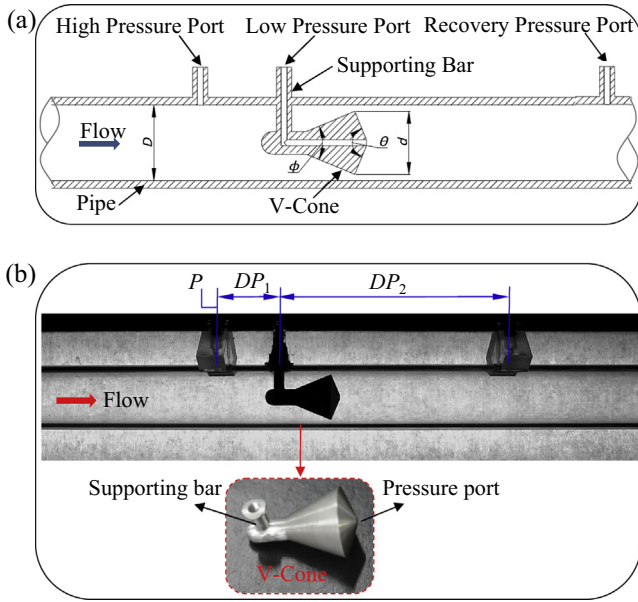 (a)
High Pressure Port
Low Pressure Port
Recovery Pressure Port
Supporting Bar
Flow
D
ϕ
θ
d
Pipe
V-Cone
(b)
P
DP1
DP2
Flow
Supporting bar
Pressure port
V-Cone